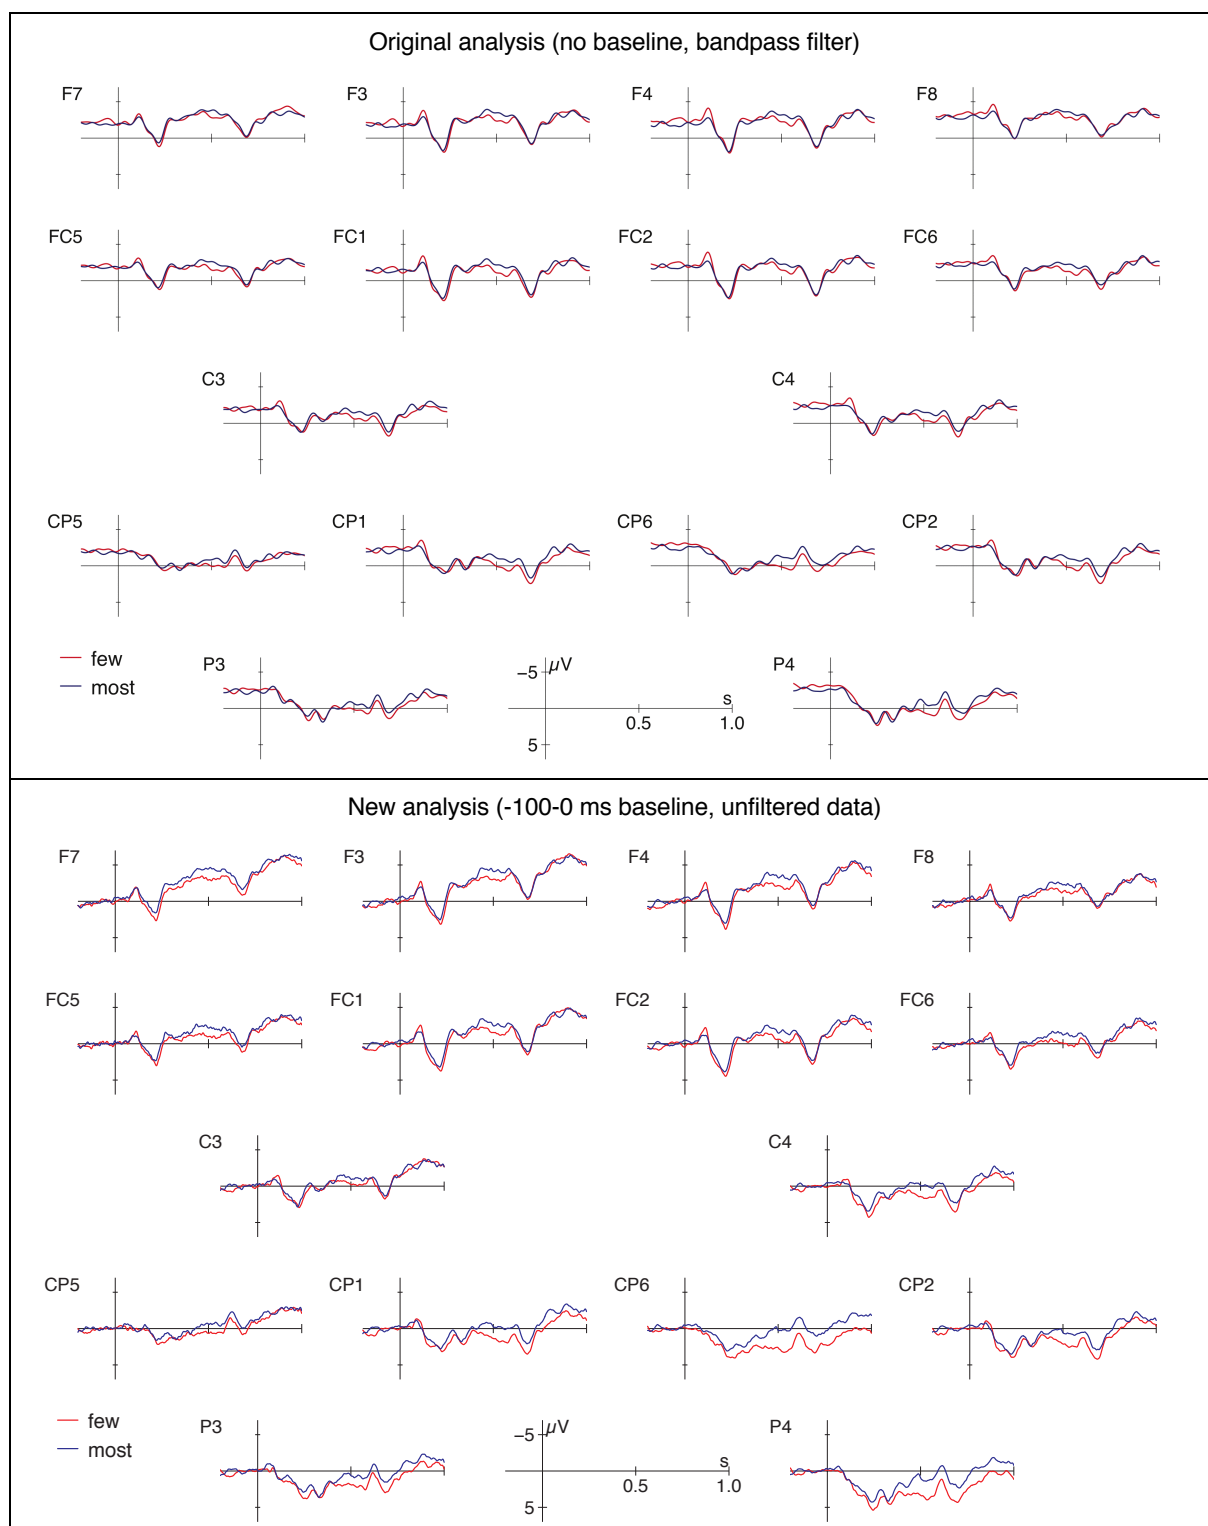 Original analysis (no baseline, bandpass filter)
F7 F3 F4 F8
FC5 FC1 FC2 FC6
C3 C4
CP5 CP1 CP6 CP2
few
most
P3 −5 µV P4
s
0.5 1.0
5
New analysis (-100-0 ms baseline, unfiltered data)
F7 F3 F4 F8
FC5 FC1 FC2 FC6
C3 C4
CP5 CP1 CP6 CP2
few
most
P3 −5 µV P4
s
0.5 1.0
5